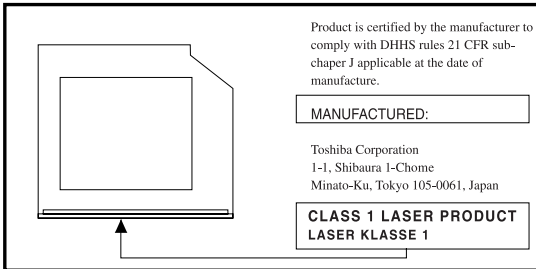 Product is certified by the manufacturer to
comply with DHHS rules 21 CFR sub-
chaper J applicable at the date of
manufacture.
MANUFACTURED:
Toshiba Corporation
1-1, Shibaura 1-Chome
Minato-Ku, Tokyo 105-0061, Japan
CLASS 1 LASER PRODUCT
LASER KLASSE 1